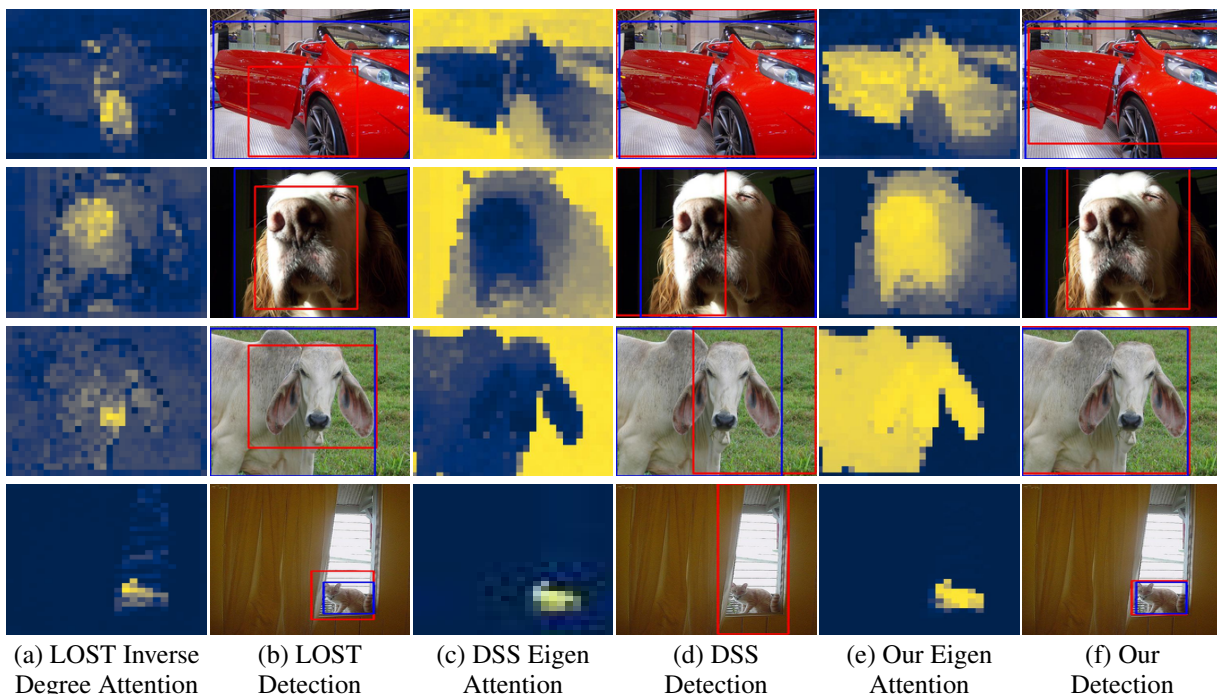 (a) LOST Inverse
Degree Attention
(b) LOST
Detection
(c) DSS Eigen
Attention
(d) DSS
Detection
(e) Our Eigen
Attention
(f) Our
Detection